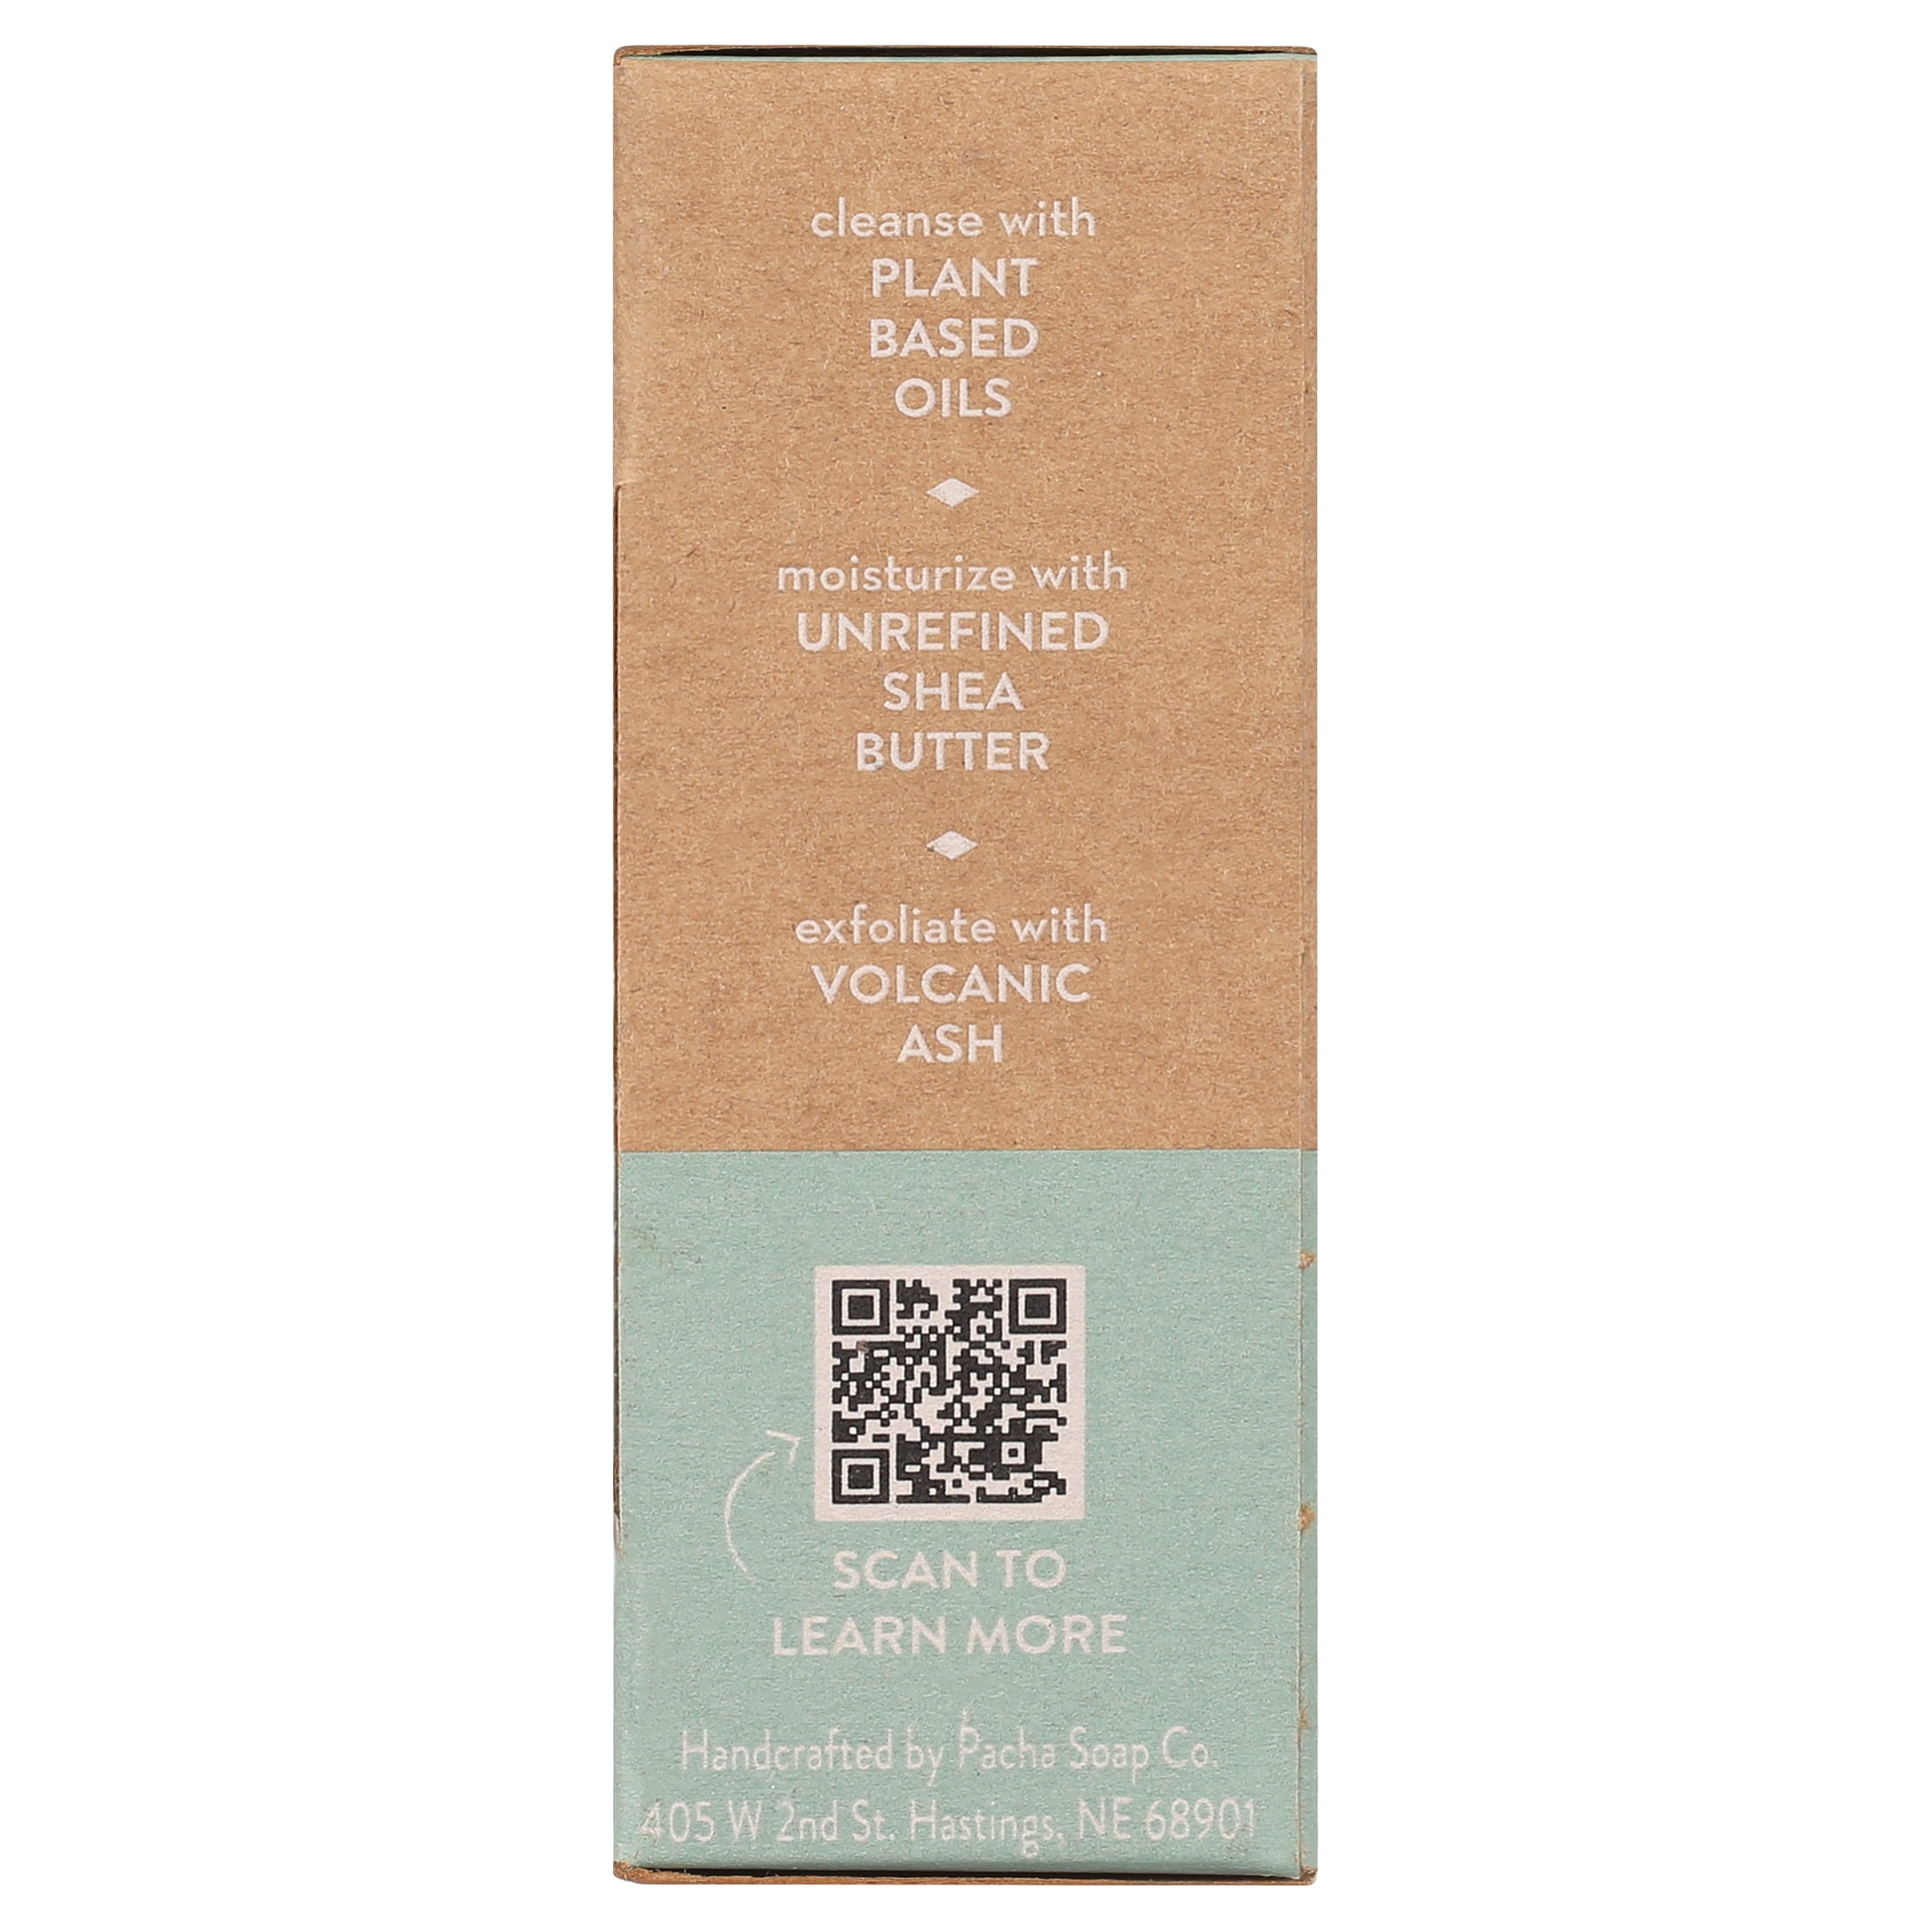 cleanse with
PLANT
BASED
OILS
moisturize with
UNREFINED
SHEA
BUTTER
exfoliate with
VOLCANIC
ASH
SCAN TO
LEARN MORE
Handcrafted by Pacha Soap Co.
405 W 2nd St. Hastings, NE 68901